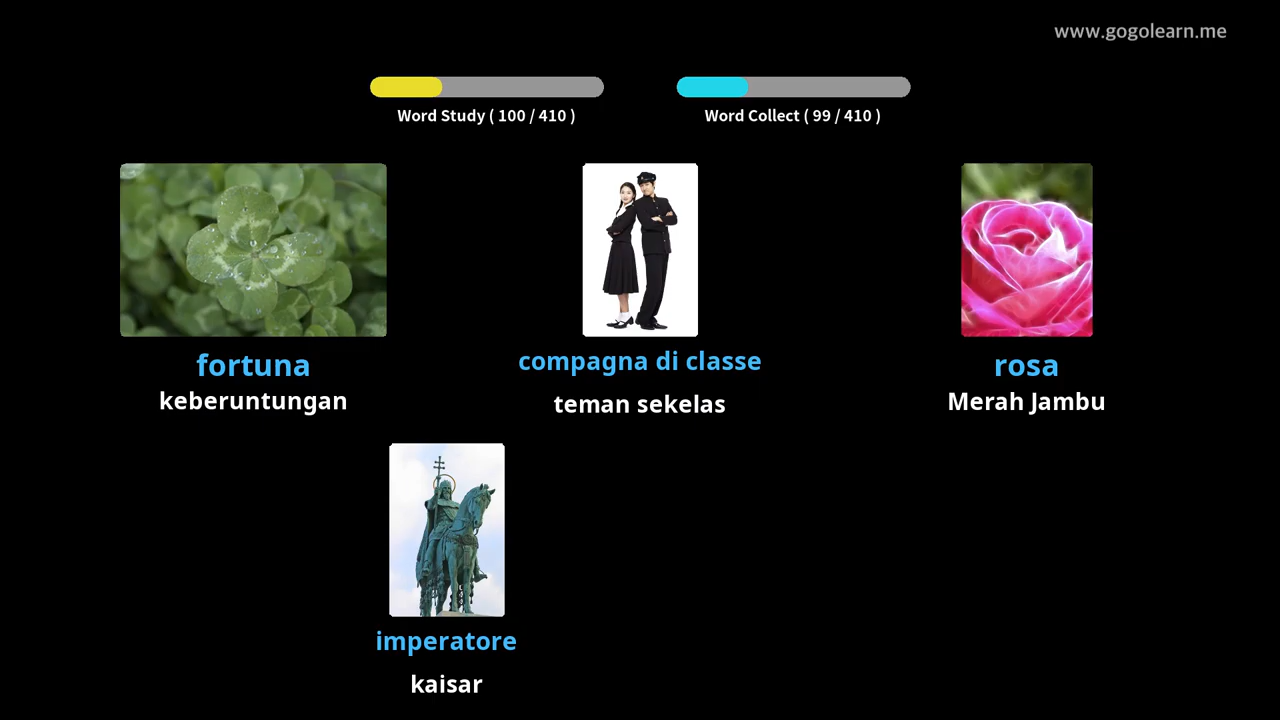 www.gogolearn.me
Word Study ( 100 / 410 )
Word Collect ( 99 / 410 )
fortuna
keberuntungan
compagna di classe
teman sekelas
rosa
Merah Jambu
imperatore
kaisar